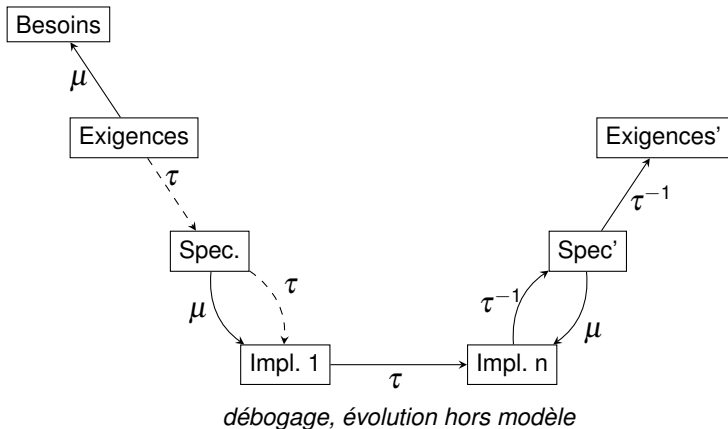 Besoins
μ
Exigences
Exigences'
τ
τ⁻¹
Spec.
Spec'
μ
τ
τ⁻¹
μ
Impl. 1
τ
Impl. n
débogage, évolution hors modèle